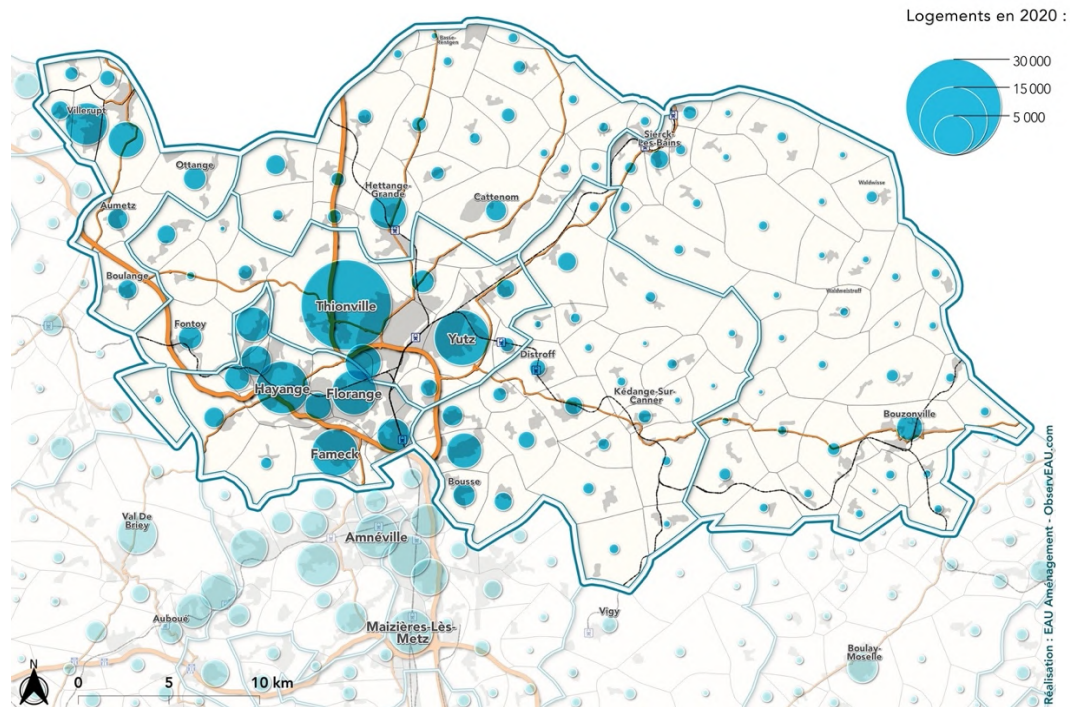 Logements en 2020 :
30 000
15 000
5 000
Villerupt
Sierck-
Les-Bains
Ottange
Waldwisse
Hettange-
Grande
Cattenom
Aumetz
Boulange
Waldweistroff
Thionville
Fontoy
Yutz
Distroff
Hayange
Florange
Kédange-Sur-
Canner
Bouzonville
Fameck
Bousse
Val De
Briey
Amnéville
Auboué
Maizières-Lès-
Metz
Vigy
Boulay-
Moselle
N
0
5
10 km
Réalisation : EAU Aménagement - ObservEAU.com